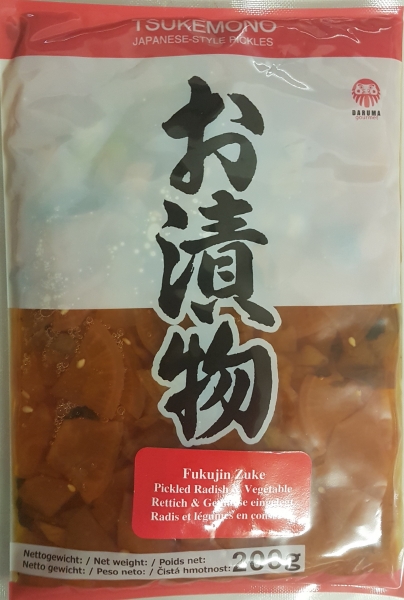 TSUKEMONO
JAPANESE-STYLE PICKLES
DARUMA
gourmet
お漬物
Fukujin Zuke
Pickled Radish & Vegetable
Rettich & Gemüse eingelegt
Radis et légumes en
Nettogewicht: / Net weight: / Poids net:
Netto gewicht: / Peso neto: / Čistá hmotnost:
200g